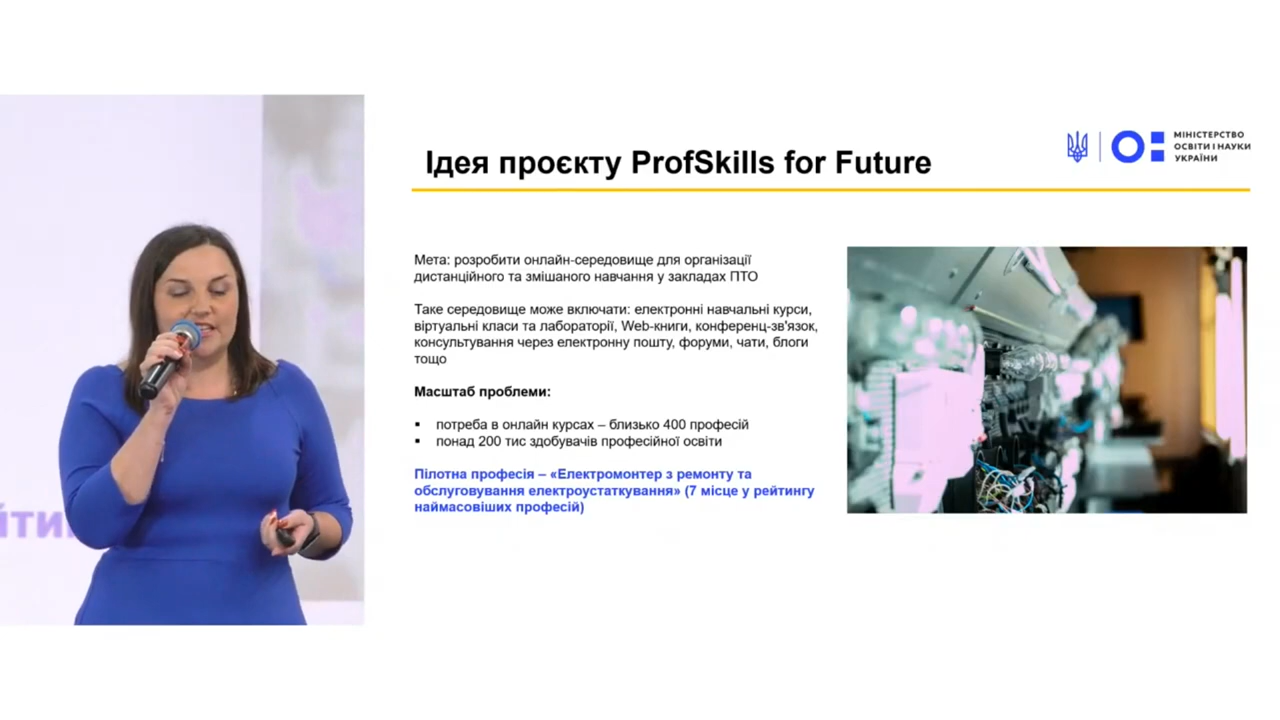 Ідея проєкту ProfSkills for Future
МІНІСТЕРСТВО
ОСВІТИ І НАУКИ
УКРАЇНИ
Мета: розробити онлайн-середовище для організації
дистанційного та змішаного навчання у закладах ПТО
Таке середовище може включати: електронні навчальні курси,
віртуальні класи та лабораторії, Web-книги, конференц-зв'язок,
консультування через електронну пошту, форуми, чати, блоги
тощо
Масштаб проблеми:
▪ потреба в онлайн курсах – близько 400 професій
▪ понад 200 тис здобувачів професійної освіти
Пілотна професія – «Електромонтер з ремонту та
обслуговування електроустаткування» (7 місце у рейтингу
наймасовіших професій)